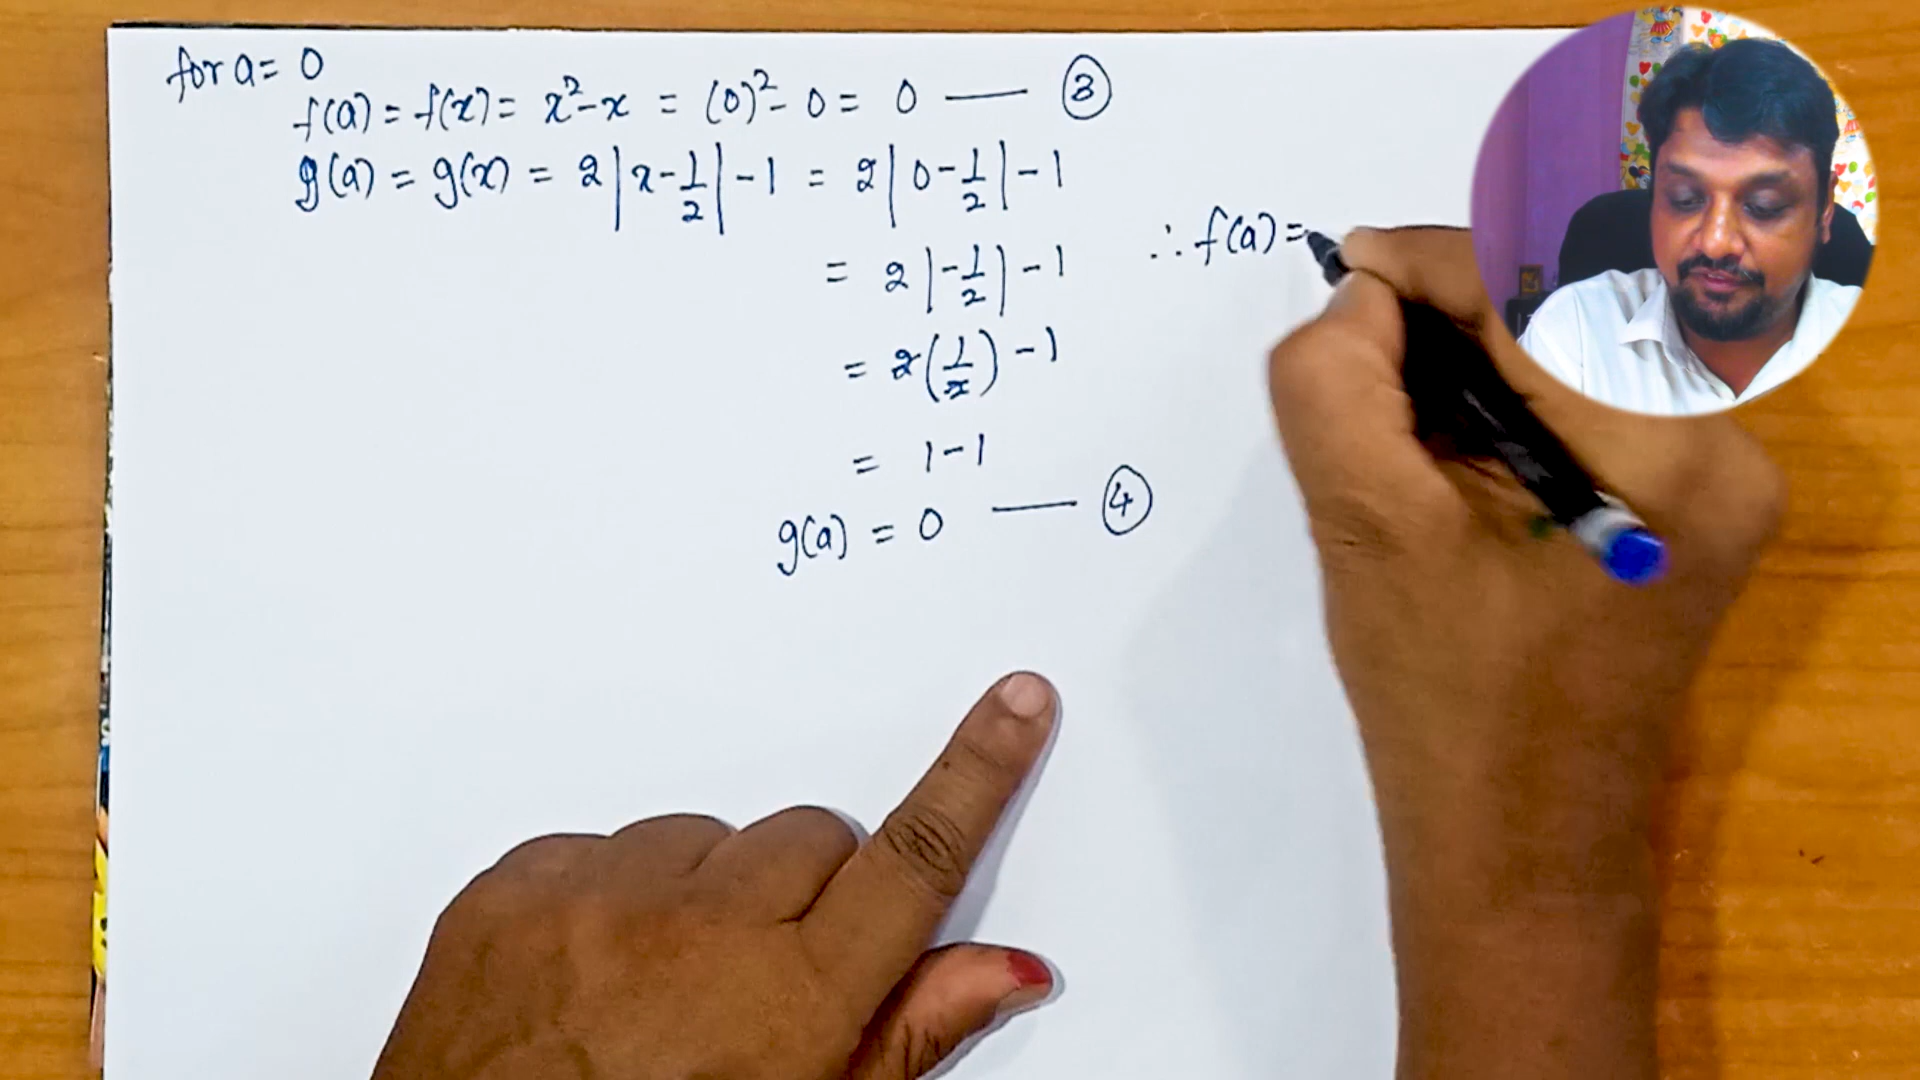 for a = 0
f(a) = f(x) = x² - x = (0)² - 0 = 0 —— ③
g(a) = g(x) = 2|x - 1/2| - 1 = 2|0 - 1/2| - 1
= 2|-1/2| - 1
∴ f(a) =
= 2(1/2) - 1
= 1 - 1
g(a) = 0 —— ④